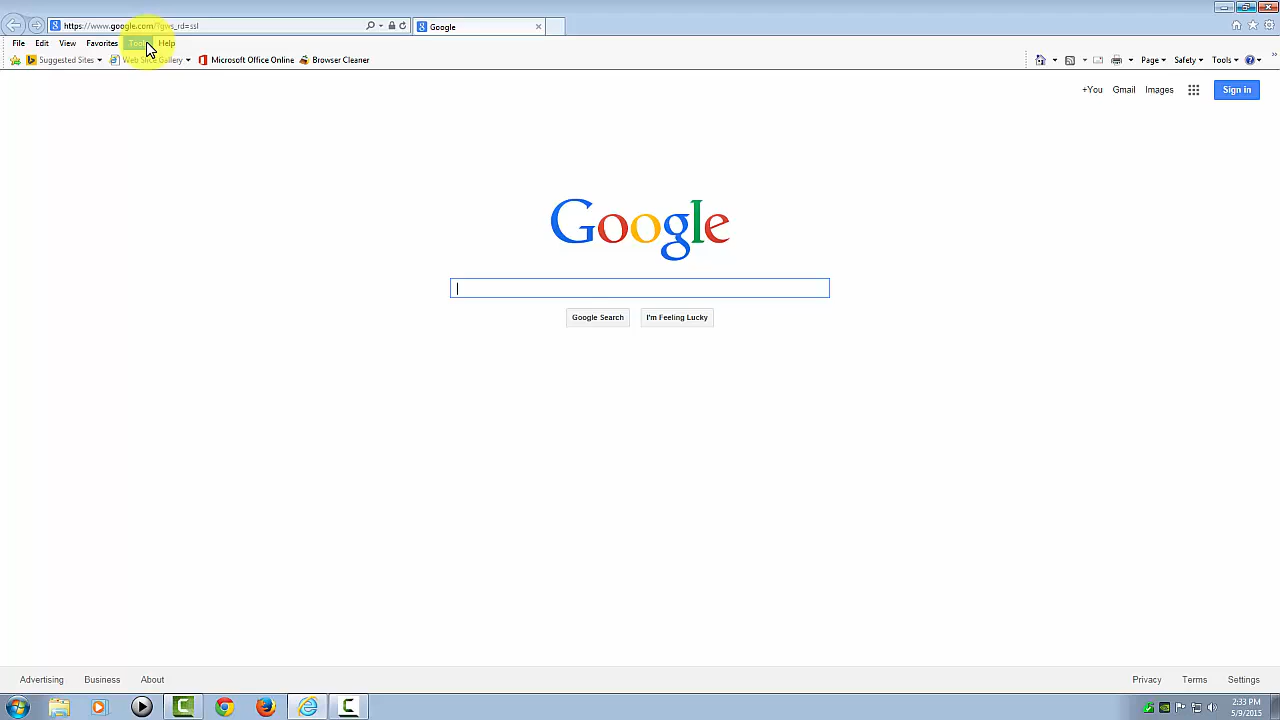 https://www.google.com/?gws_rd=ssl
Google
File Edit View Favorites Tools Help
Suggested Sites Web Slice Gallery Microsoft Office Online Browser Cleaner
Page Safety Tools
+You Gmail Images Sign in
Google
Google Search I'm Feeling Lucky
Advertising Business About
Privacy Terms Settings
2:33 PM
5/9/2015